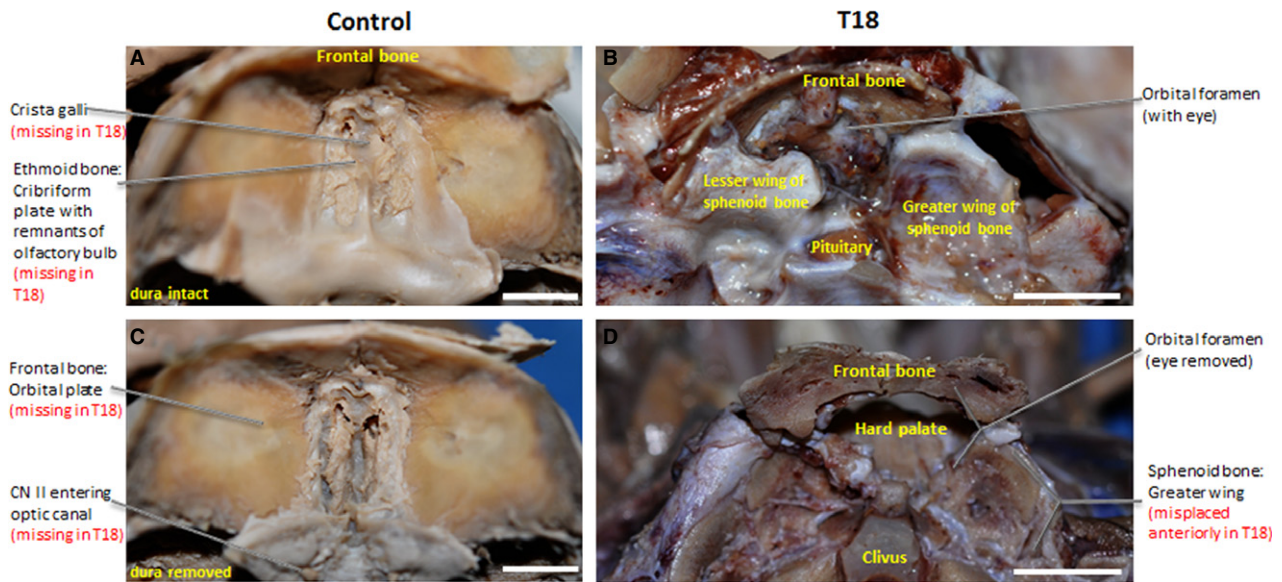 Control
T18
A
Frontal bone
Crista galli
(missing in T18)
Ethmoid bone:
Cribriform
plate with
remnants of
olfactory bulb
(missing in
T18)
dura intact
B
Frontal bone
Orbital foramen
(with eye)
Lesser wing of
sphenoid bone
Greater wing of
sphenoid bone
Pituitary
C
Frontal bone:
Orbital plate
(missing in T18)
CN II entering
optic canal
(missing in T18)
dura removed
D
Frontal bone
Orbital foramen
(eye removed)
Hard palate
Sphenoid bone:
Greater wing
(misplaced
anteriorly in T18)
Clivus